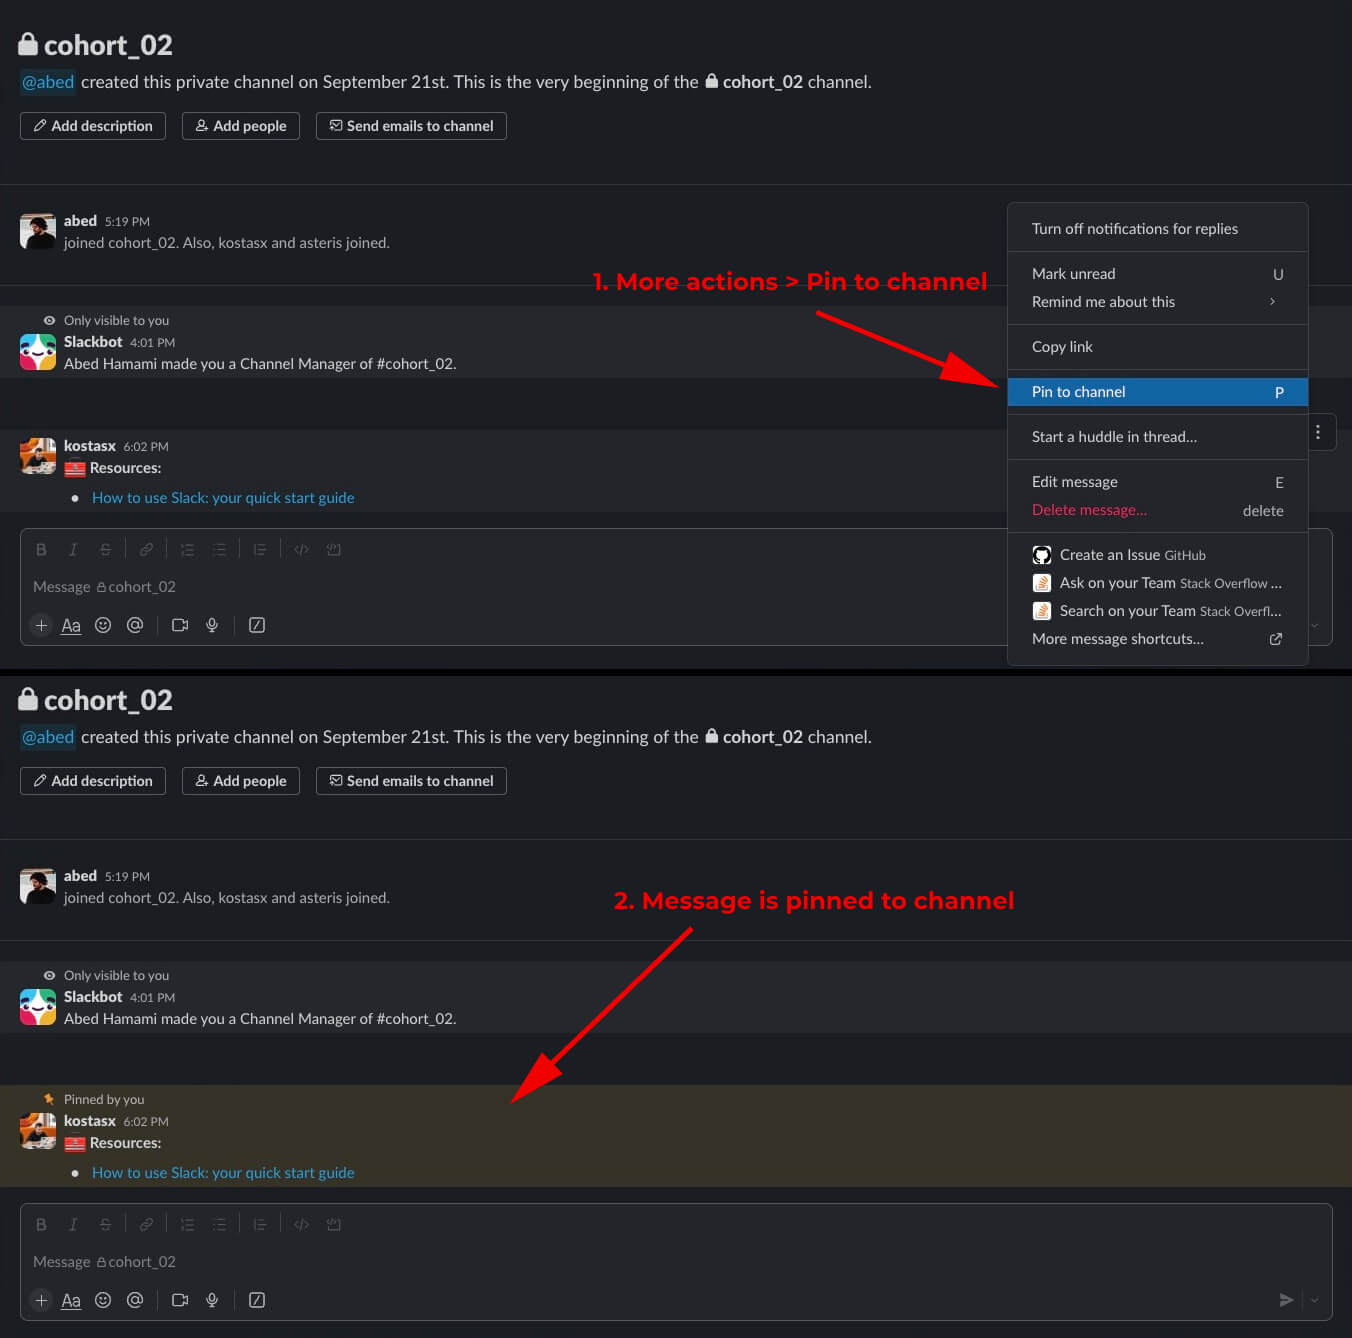 cohort_02
@abed created this private channel on September 21st. This is the very beginning of the cohort_02 channel.
Add description
Add people
Send emails to channel
abed 5:19 PM
joined cohort_02. Also, kostasx and asteris joined.
1. More actions > Pin to channel
Only visible to you
Slackbot 4:01 PM
Abed Hamami made you a Channel Manager of #cohort_02.
kostasx 6:02 PM
Resources:
How to use Slack: your quick start guide
B I S
Message cohort_02
Aa
Turn off notifications for replies
Mark unread U
Remind me about this
Copy link
Pin to channel P
Start a huddle in thread...
Edit message E
Delete message... delete
Create an Issue GitHub
Ask on your Team Stack Overflow ...
Search on your Team Stack Overfl...
More message shortcuts...
cohort_02
@abed created this private channel on September 21st. This is the very beginning of the cohort_02 channel.
Add description
Add people
Send emails to channel
abed 5:19 PM
joined cohort_02. Also, kostasx and asteris joined.
2. Message is pinned to channel
Only visible to you
Slackbot 4:01 PM
Abed Hamami made you a Channel Manager of #cohort_02.
Pinned by you
kostasx 6:02 PM
Resources:
How to use Slack: your quick start guide
B I S
Message cohort_02
Aa